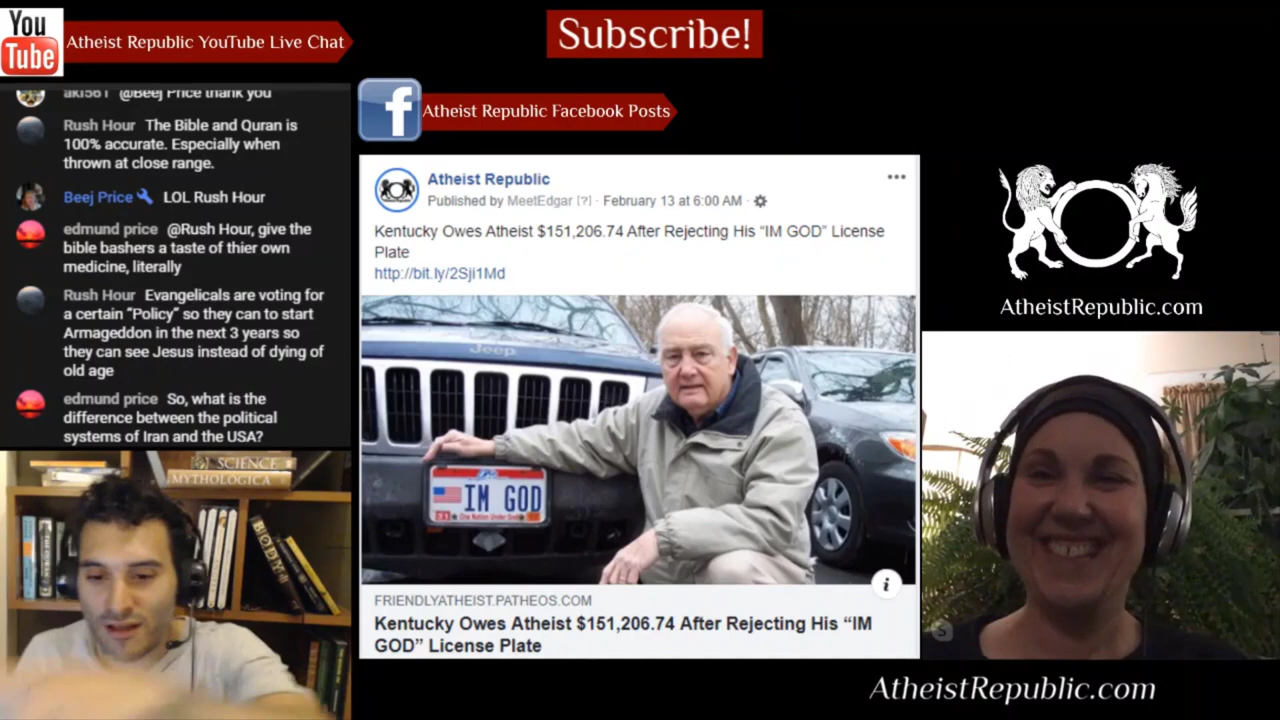 You
Tube
Atheist Republic YouTube Live Chat
Subscribe!
aki561 @Beej Price thank you
Rush Hour The Bible and Quran is
100% accurate. Especially when
thrown at close range.
Beej Price LOL Rush Hour
edmund price @Rush Hour, give the
bible bashers a taste of thier own
medicine, literally
Rush Hour Evangelicals are voting for
a certain “Policy” so they can to start
Armageddon in the next 3 years so
they can see Jesus instead of dying of
old age
edmund price So, what is the
difference between the political
systems of Iran and the USA?
f
Atheist Republic Facebook Posts
Atheist Republic
Published by MeetEdgar [?] · February 13 at 6:00 AM ·
Kentucky Owes Atheist $151,206.74 After Rejecting His “IM GOD” License
Plate
http://bit.ly/2Sji1Md
Jeep
IM GOD
One Nation Under God
i
FRIENDLYATHEIST.PATHEOS.COM
Kentucky Owes Atheist $151,206.74 After Rejecting His “IM
GOD” License Plate
AtheistRepublic.com
SCIENCE
MYTHOLOGICA
S
AtheistRepublic.com